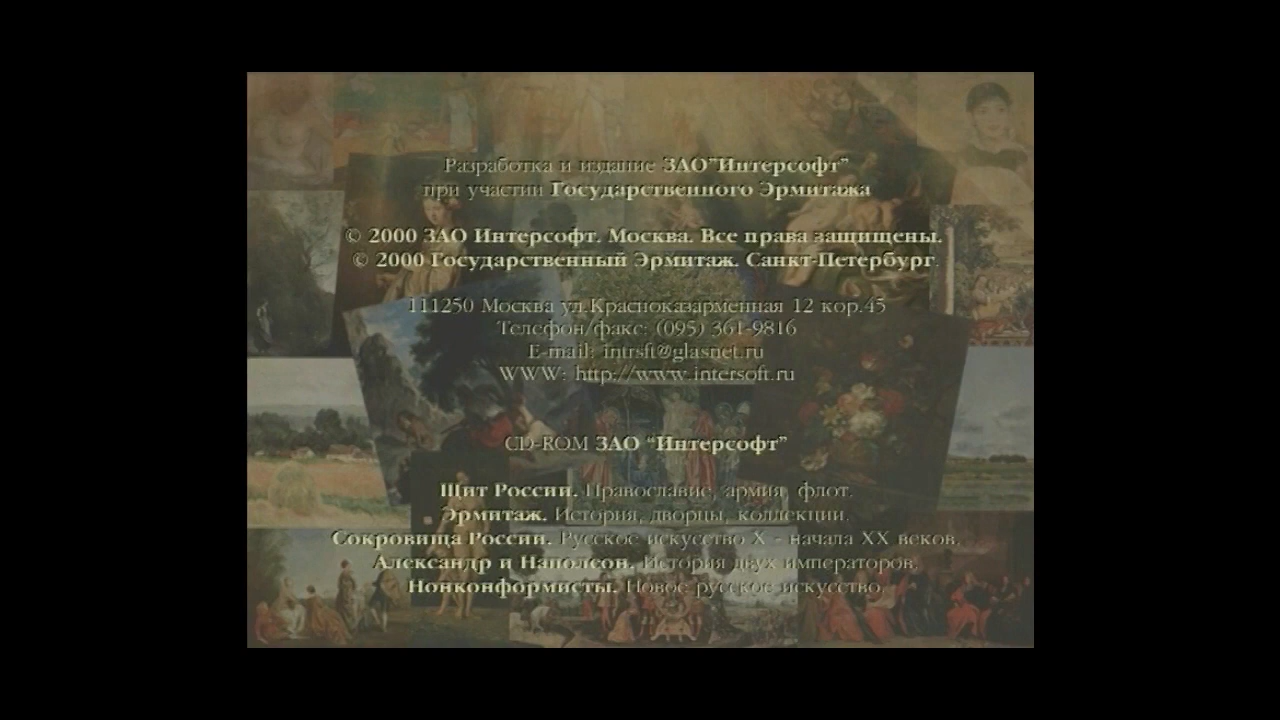 Разработка и издание ЗАО"Интерсофт"
при участии Государственного Эрмитажа
© 2000 ЗАО Интерсофт. Москва. Все права защищены.
© 2000 Государственный Эрмитаж. Санкт-Петербург.
111250 Москва ул.Красноказарменная 12 кор.45
Телефон/факс: (095) 361-9816
E-mail: intrsft@glasnet.ru
WWW: http://www.intersoft.ru
CD-ROM ЗАО “Интерсофт”
Щит России. Православие, армия, флот.
Эрмитаж. История, дворцы, коллекции.
Сокровища России. Русское искусство X - начала XX веков.
Александр и Наполеон. История двух императоров.
Нонконформисты. Новое русское искусство.